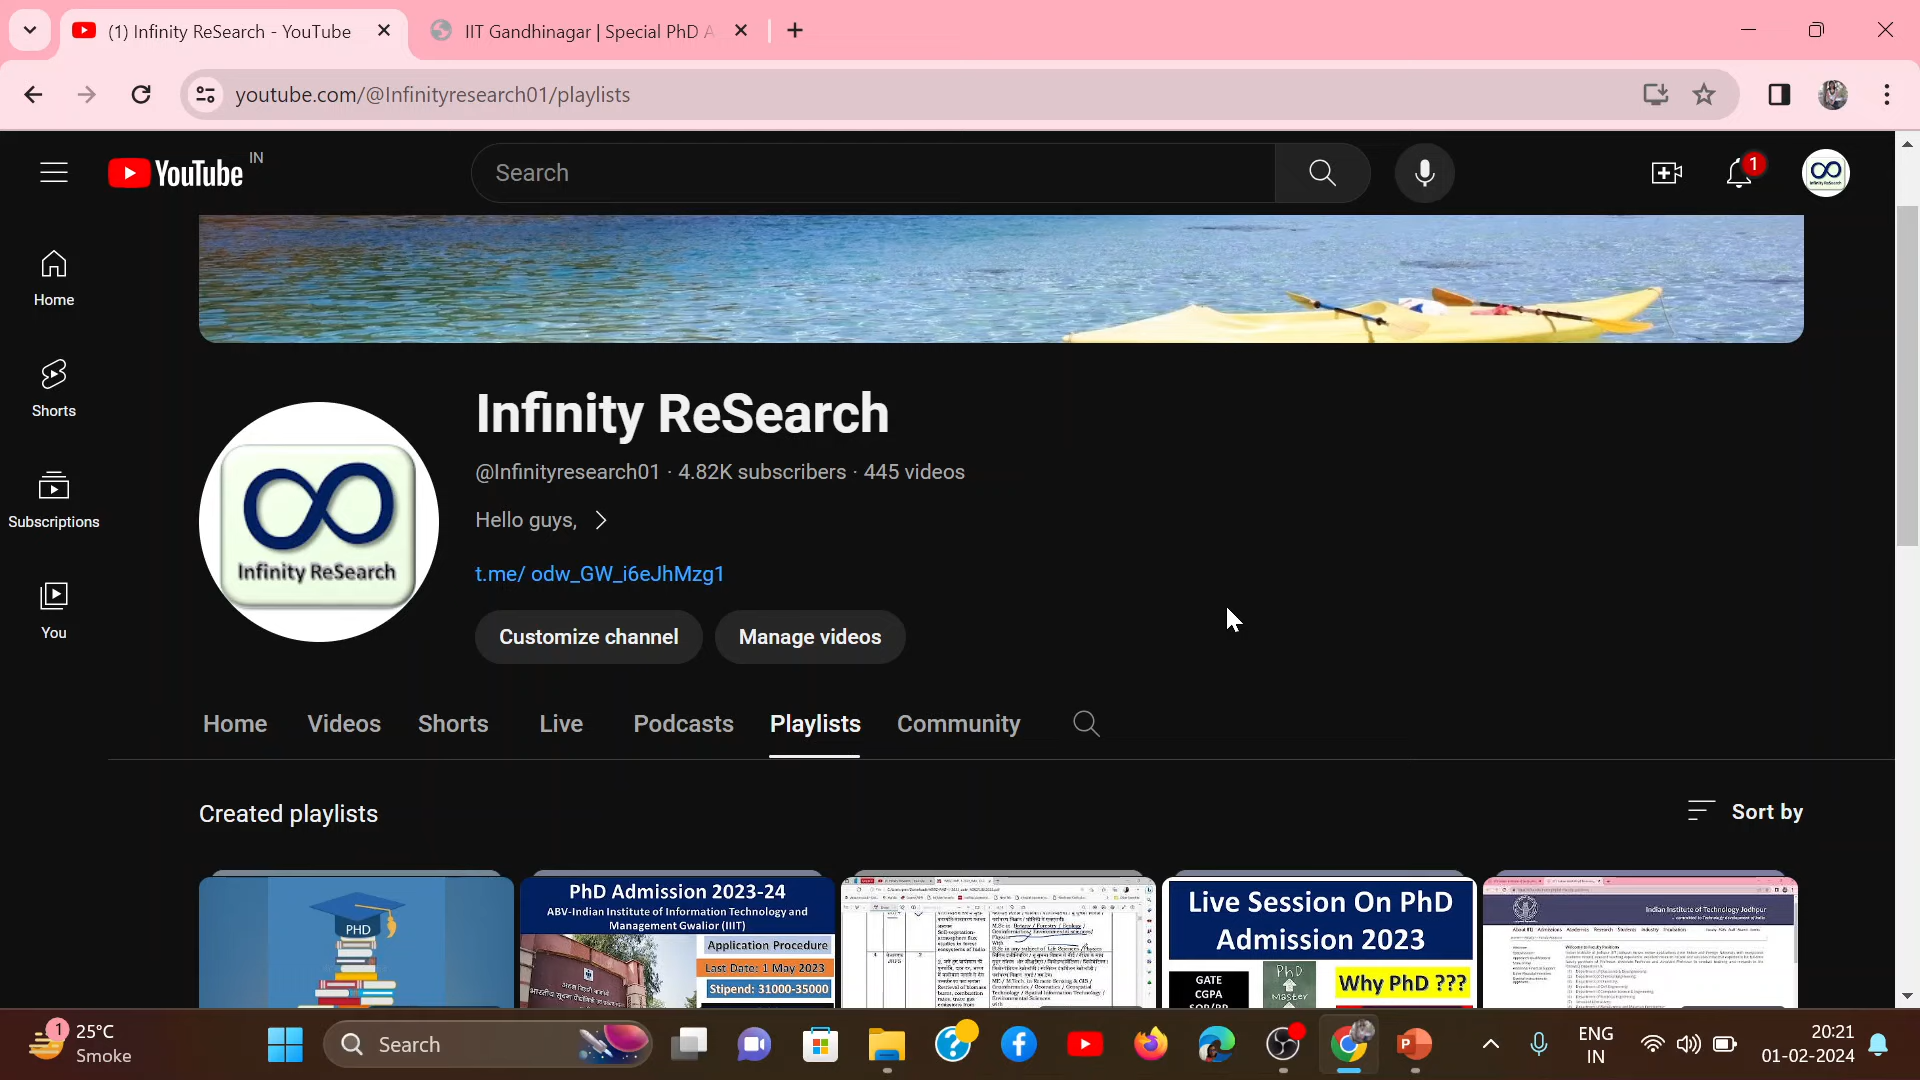 (1) Infinity ReSearch - YouTube
IIT Gandhinagar | Special PhD A
youtube.com/@Infinityresearch01/playlists
YouTube IN
Search
1
Infinity ReSearch
Home
Shorts
Subscriptions
You
Infinity ReSearch
Infinity ReSearch
@Infinityresearch01 · 4.82K subscribers · 445 videos
Hello guys,
t.me/ odw_GW_i6eJhMzg1
Customize channel
Manage videos
Home Videos Shorts Live Podcasts Playlists Community
Created playlists
Sort by
PHD
PhD Admission 2023-24
ABV-Indian Institute of Information Technology and
Management Gwalior (IIIT)
Application Procedure
Last Date: 1 May 2023
Stipend: 31000-35000
Live Session On PhD
Admission 2023
GATE
CGPA
SOP/RP
PhD
Master
Why PhD ???
Indian Institute of Technology Jodhpur
1
25°C
Smoke
Search
ENG
IN
20:21
01-02-2024